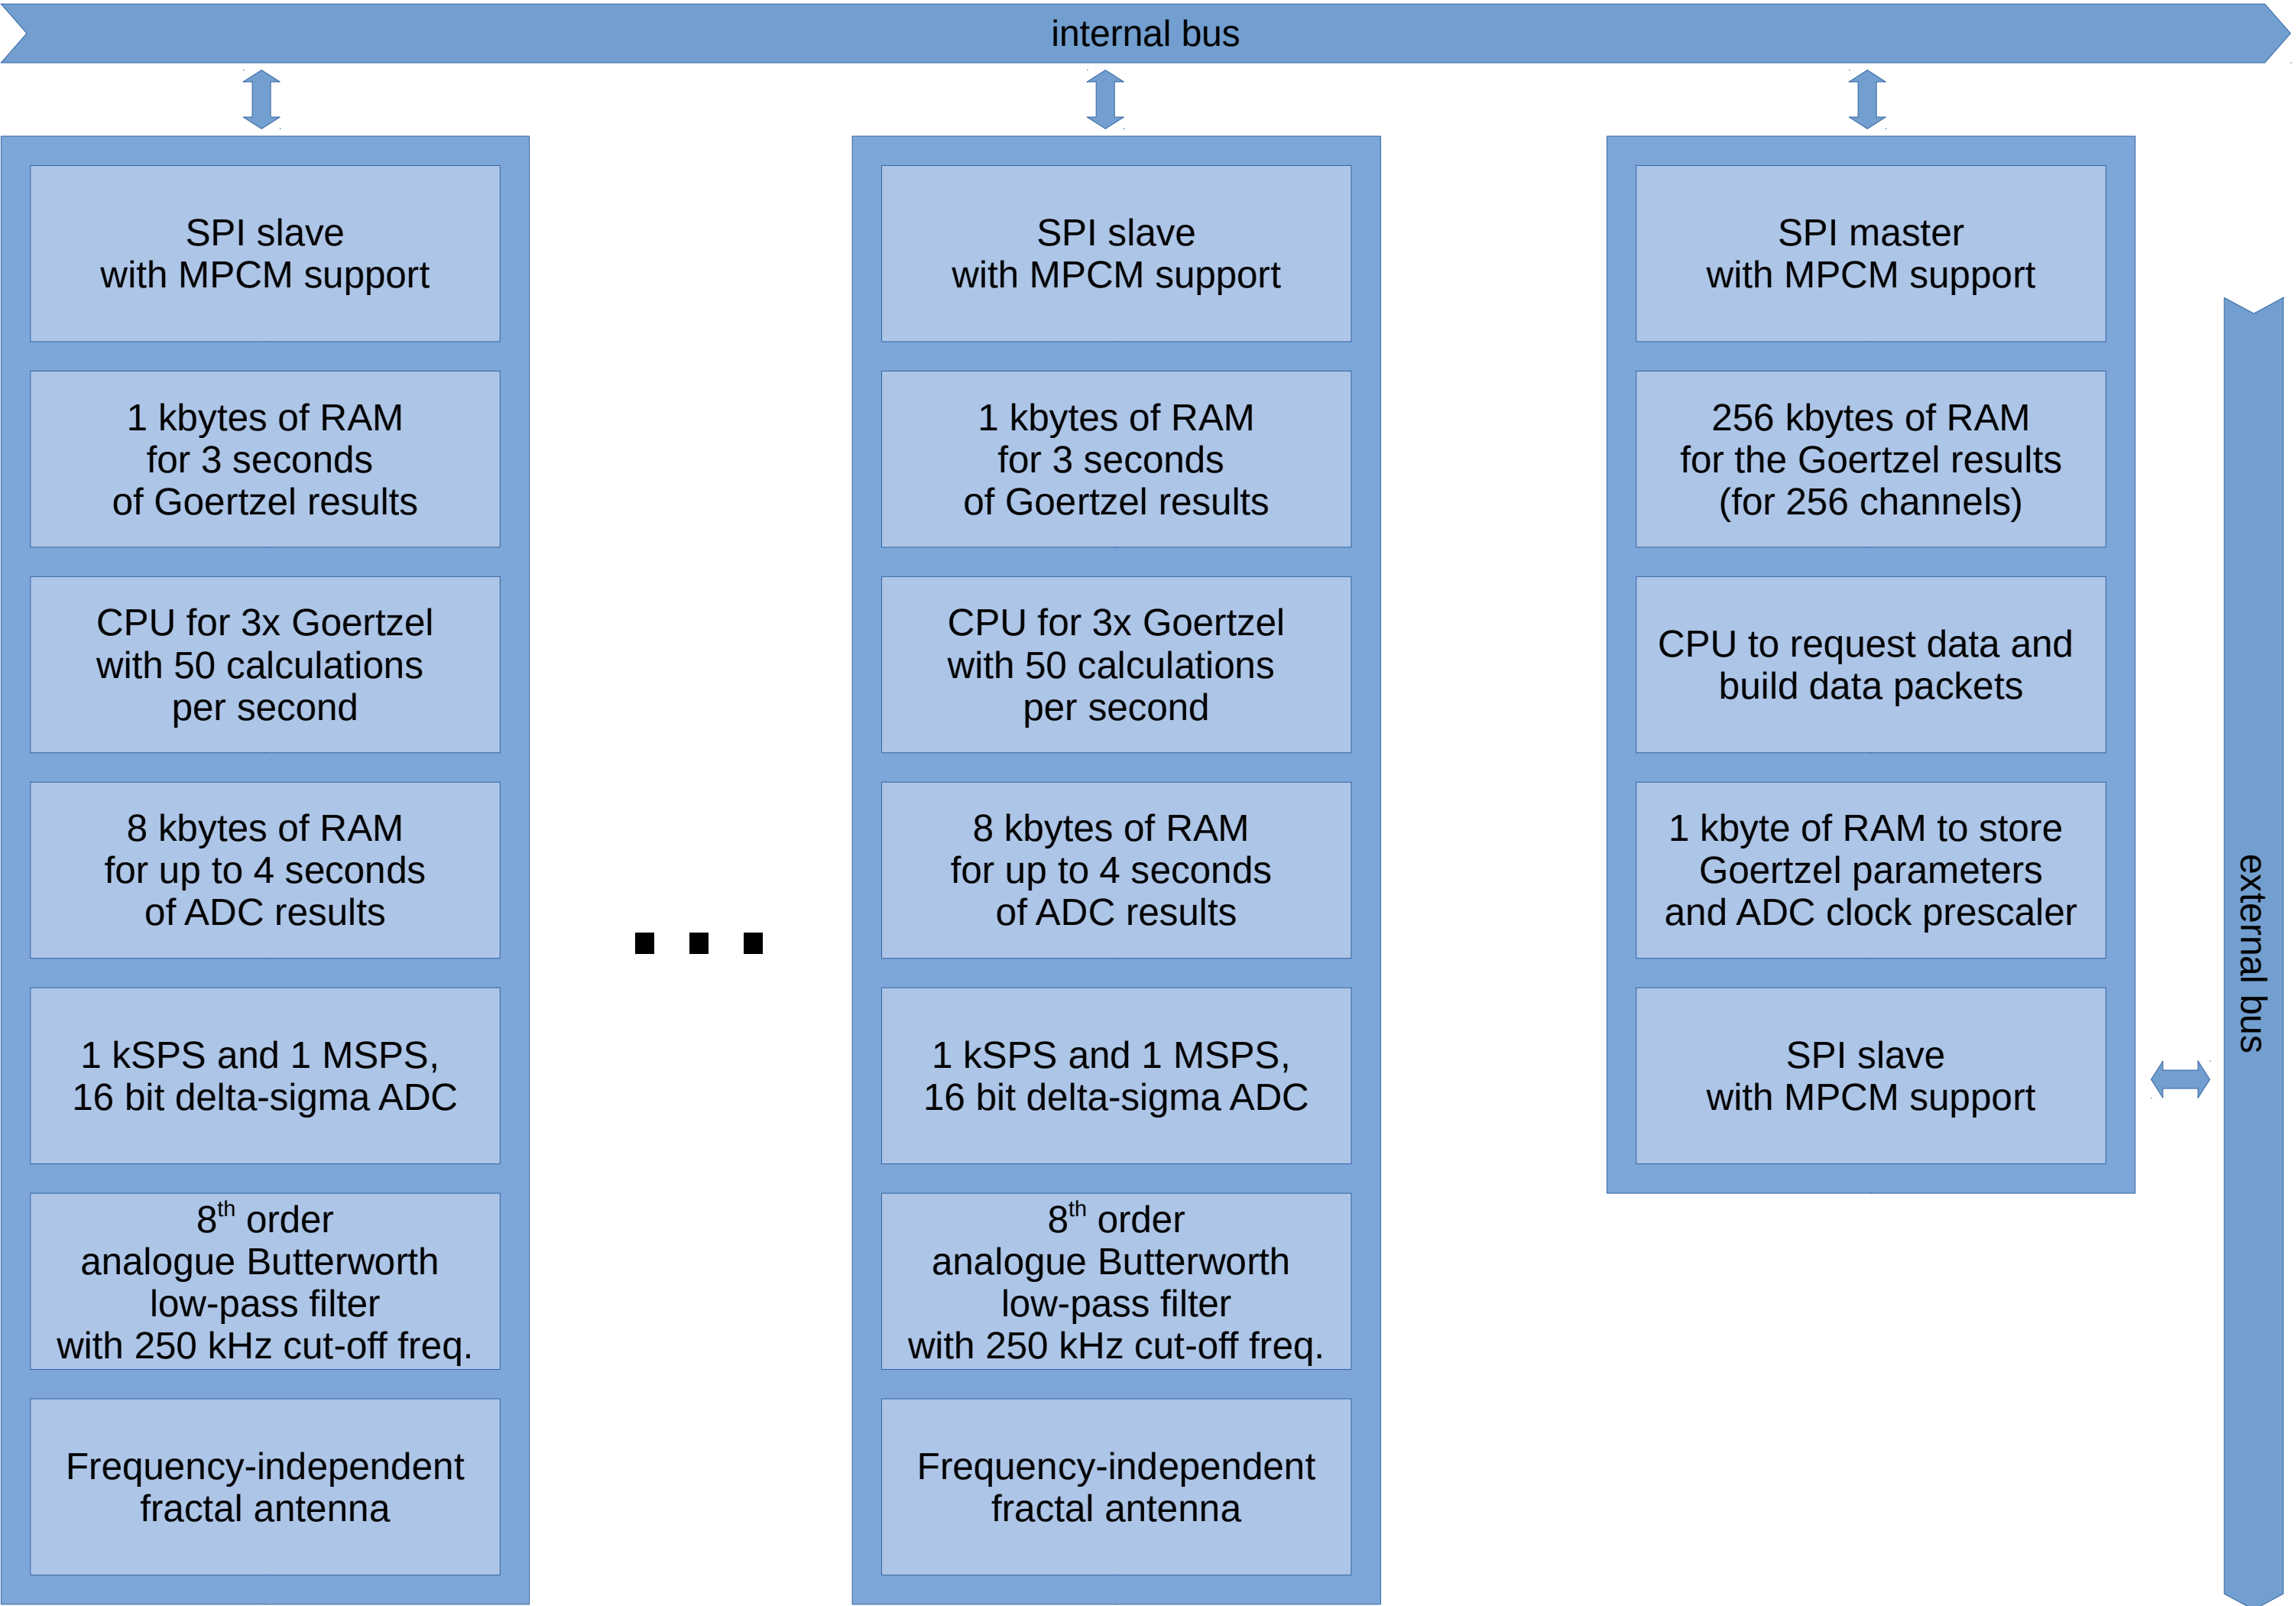 internal bus
SPI slave
with MPCM support
1 kbytes of RAM
for 3 seconds
of Goertzel results
CPU for 3x Goertzel
with 50 calculations
per second
8 kbytes of RAM
for up to 4 seconds
of ADC results
1 kSPS and 1 MSPS,
16 bit delta-sigma ADC
8th order
analogue Butterworth
low-pass filter
with 250 kHz cut-off freq.
Frequency-independent
fractal antenna
...
SPI slave
with MPCM support
1 kbytes of RAM
for 3 seconds
of Goertzel results
CPU for 3x Goertzel
with 50 calculations
per second
8 kbytes of RAM
for up to 4 seconds
of ADC results
1 kSPS and 1 MSPS,
16 bit delta-sigma ADC
8th order
analogue Butterworth
low-pass filter
with 250 kHz cut-off freq.
Frequency-independent
fractal antenna
SPI master
with MPCM support
256 kbytes of RAM
for the Goertzel results
(for 256 channels)
CPU to request data and
build data packets
1 kbyte of RAM to store
Goertzel parameters
and ADC clock prescaler
SPI slave
with MPCM support
external bus